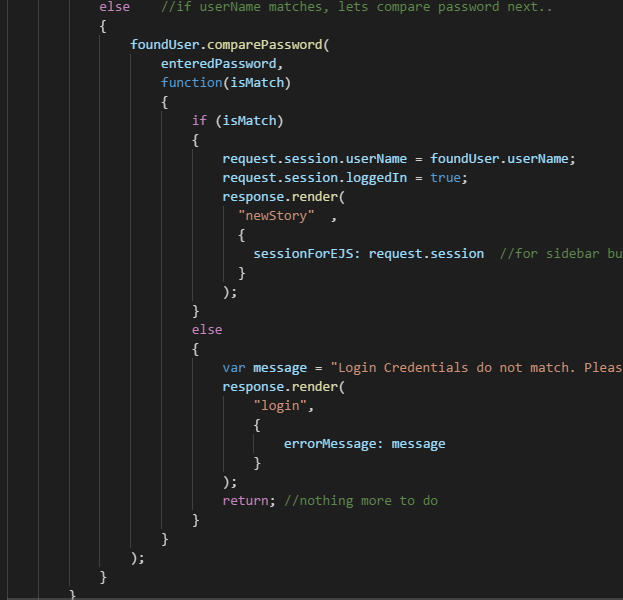 else    //if userName matches, lets compare password next..
{
foundUser.comparePassword(
enteredPassword,
function(isMatch)
{
if (isMatch)
{
request.session.userName = foundUser.userName;
request.session.loggedIn = true;
response.render(
"newStory"  ,
{
sessionForEJS: request.session  //for sidebar bu
}
);
}
else
{
var message = "Login Credentials do not match. Pleas
response.render(
"login",
{
errorMessage: message
}
);
return; //nothing more to do
}
}
);
}
}